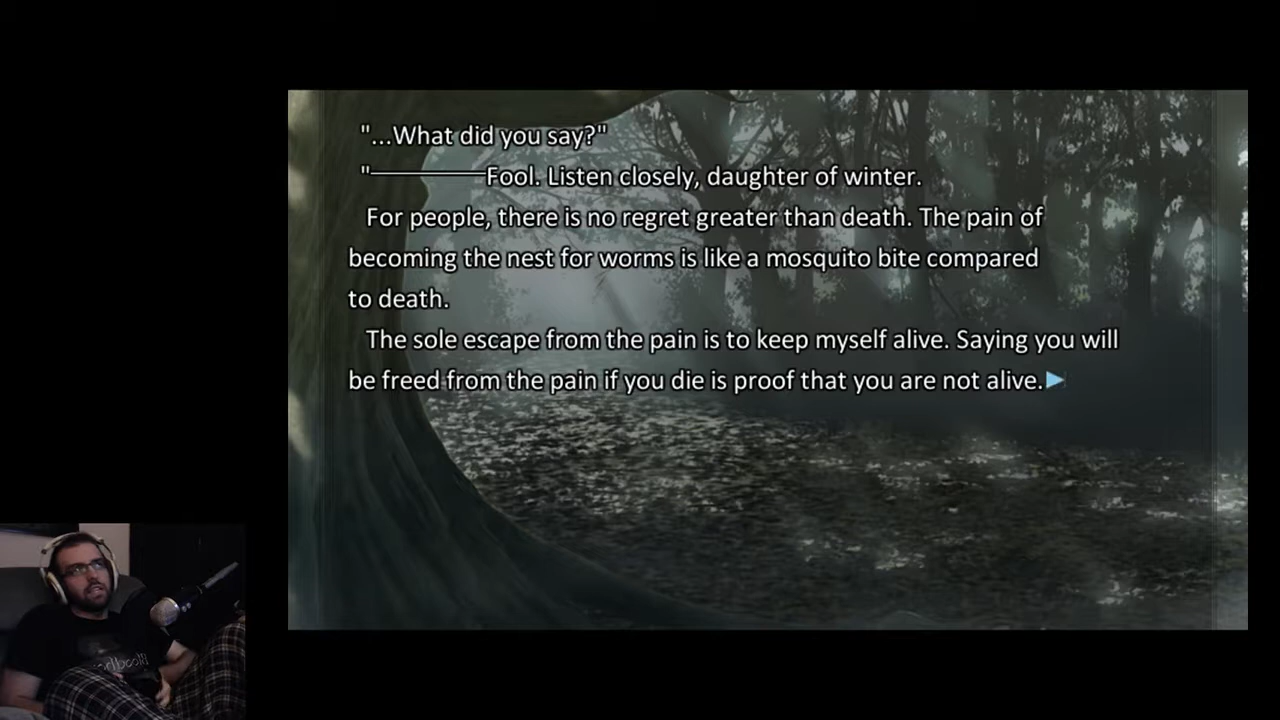 "...What did you say?"
"————Fool. Listen closely, daughter of winter.
For people, there is no regret greater than death. The pain of
becoming the nest for worms is like a mosquito bite compared
to death.
The sole escape from the pain is to keep myself alive. Saying you will
be freed from the pain if you die is proof that you are not alive.